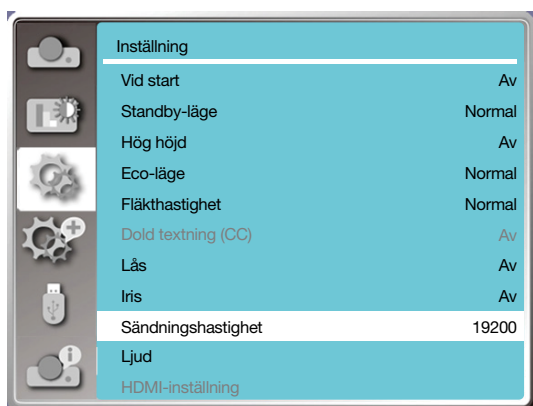 Inställning
Vid start Av
Standby-läge Normal
Hög höjd Av
Eco-läge Normal
Fläkthastighet Normal
Dold textning (CC) Av
Lås Av
Iris Av
Sändningshastighet 19200
Ljud
HDMI-inställning